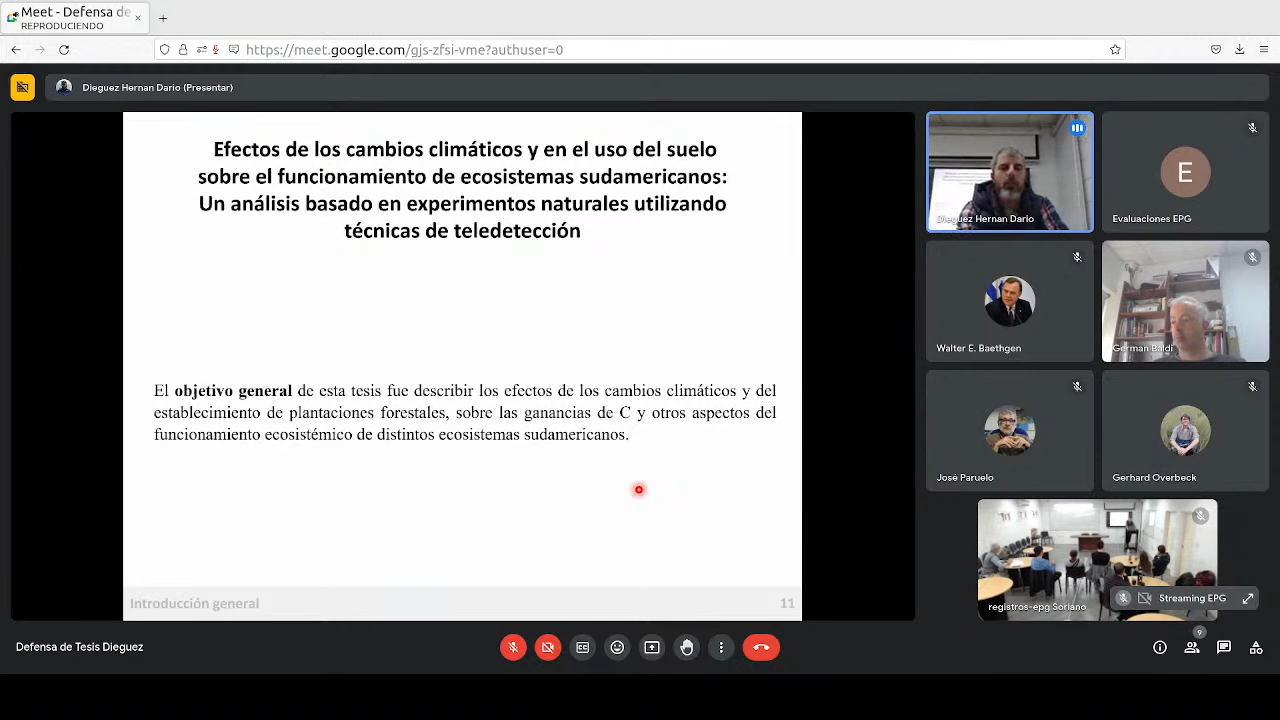 Meet - Defensa de
REPRODUCIENDO
https://meet.google.com/gjs-zfsi-vme?authuser=0
Dieguez Hernan Dario (Presentar)
Efectos de los cambios climáticos y en el uso del suelo
sobre el funcionamiento de ecosistemas sudamericanos:
Un análisis basado en experimentos naturales utilizando
técnicas de teledetección
El objetivo general de esta tesis fue describir los efectos de los cambios climáticos y del
establecimiento de plantaciones forestales, sobre las ganancias de C y otros aspectos del
funcionamiento ecosistémico de distintos ecosistemas sudamericanos.
Introducción general
11
Dieguez Hernan Dario
E
Evaluaciones EPG
Walter E. Baethgen
German Baldi
José Paruelo
Gerhard Overbeck
registros-epg Soriano
Streaming EPG
Defensa de Tesis Dieguez
9